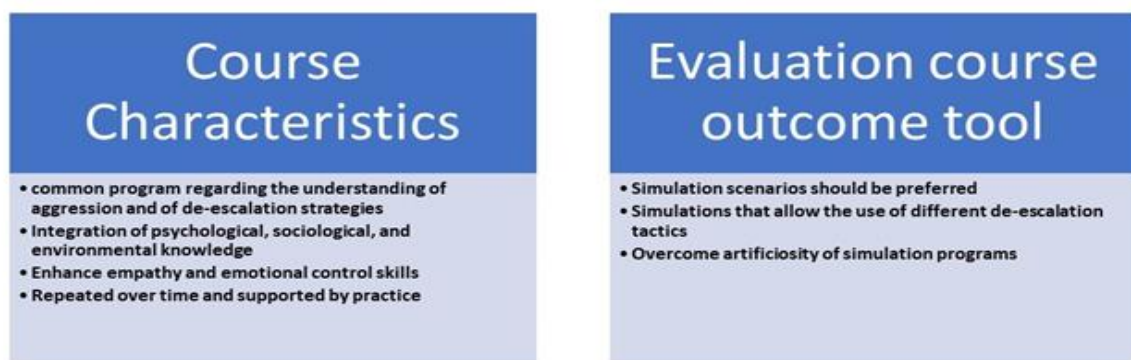 Course
Characteristics
• common program regarding the understanding of
aggression and of de-escalation strategies
• Integration of psychological, sociological, and
environmental knowledge
• Enhance empathy and emotional control skills
• Repeated over time and supported by practice
Evaluation course
outcome tool
• Simulation scenarios should be preferred
• Simulations that allow the use of different de-escalation
tactics
• Overcome artificiosity of simulation programs